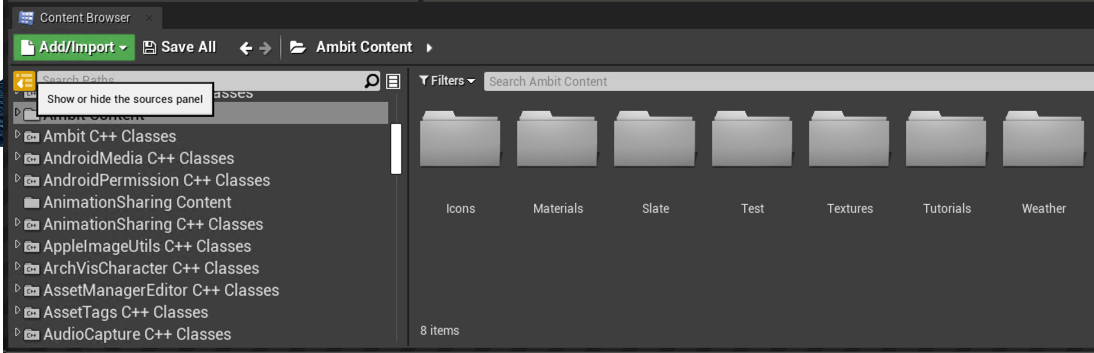 Content Browser
Add/Import
Save All
Ambit Content
Search Paths
Show or hide the sources panel
Ambit Content
Ambit C++ Classes
AndroidMedia C++ Classes
AndroidPermission C++ Classes
AnimationSharing Content
AnimationSharing C++ Classes
AppleImageUtils C++ Classes
ArchVisCharacter C++ Classes
AssetManagerEditor C++ Classes
AssetTags C++ Classes
AudioCapture C++ Classes
Filters
Search Ambit Content
Icons Materials Slate Test Textures Tutorials Weather
8 items